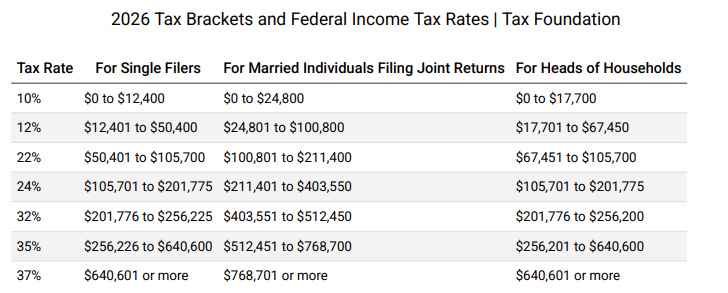 2026 Tax Brackets and Federal Income Tax Rates | Tax Foundation
Tax Rate For Single Filers For Married Individuals Filing Joint Returns For Heads of Households
10% $0 to $12,400 $0 to $24,800 $0 to $17,700
12% $12,401 to $50,400 $24,801 to $100,800 $17,701 to $67,450
22% $50,401 to $105,700 $100,801 to $211,400 $67,451 to $105,700
24% $105,701 to $201,775 $211,401 to $403,550 $105,701 to $201,775
32% $201,776 to $256,225 $403,551 to $512,450 $201,776 to $256,200
35% $256,226 to $640,600 $512,451 to $768,700 $256,201 to $640,600
37% $640,601 or more $768,701 or more $640,601 or more